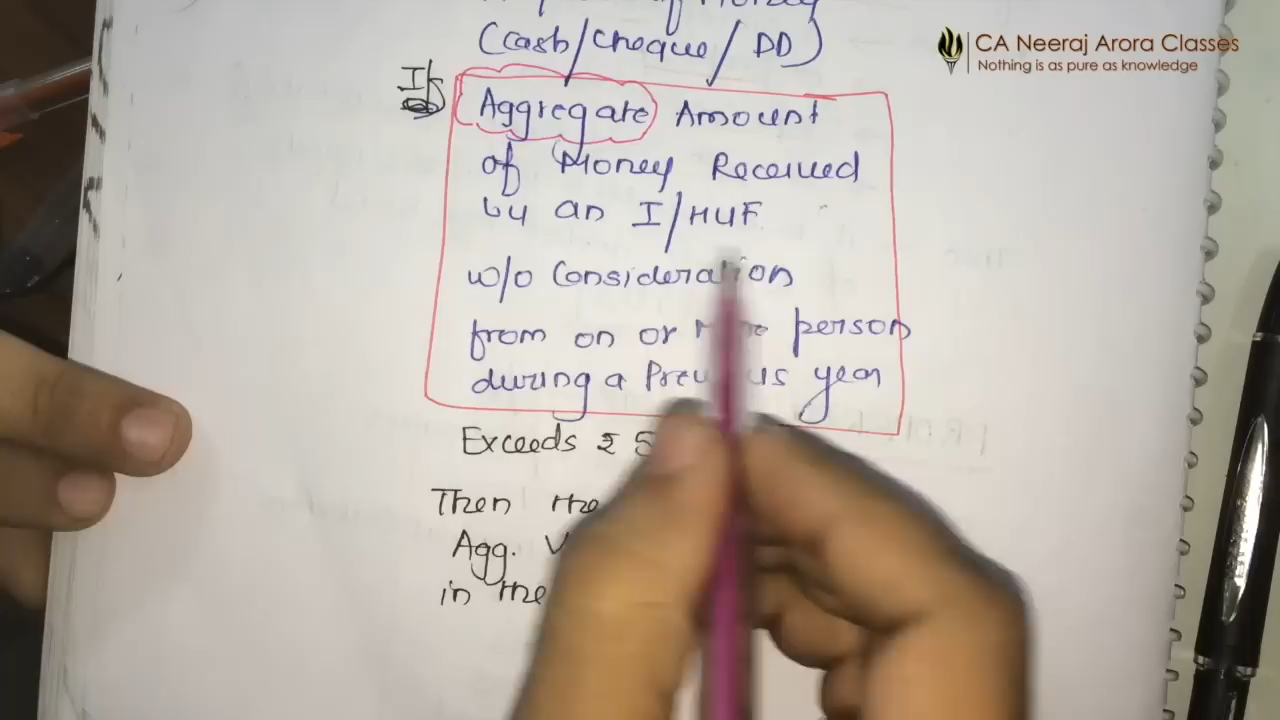 (Cash/Cheque/DD)
CA Neeraj Arora Classes
Nothing is as pure as knowledge
If
Aggregate Amount
of Money Received
by an I/HUF
w/o Consideration
from on or person
during a year
Exceeds ₹ 5
Then the
Agg.
in the